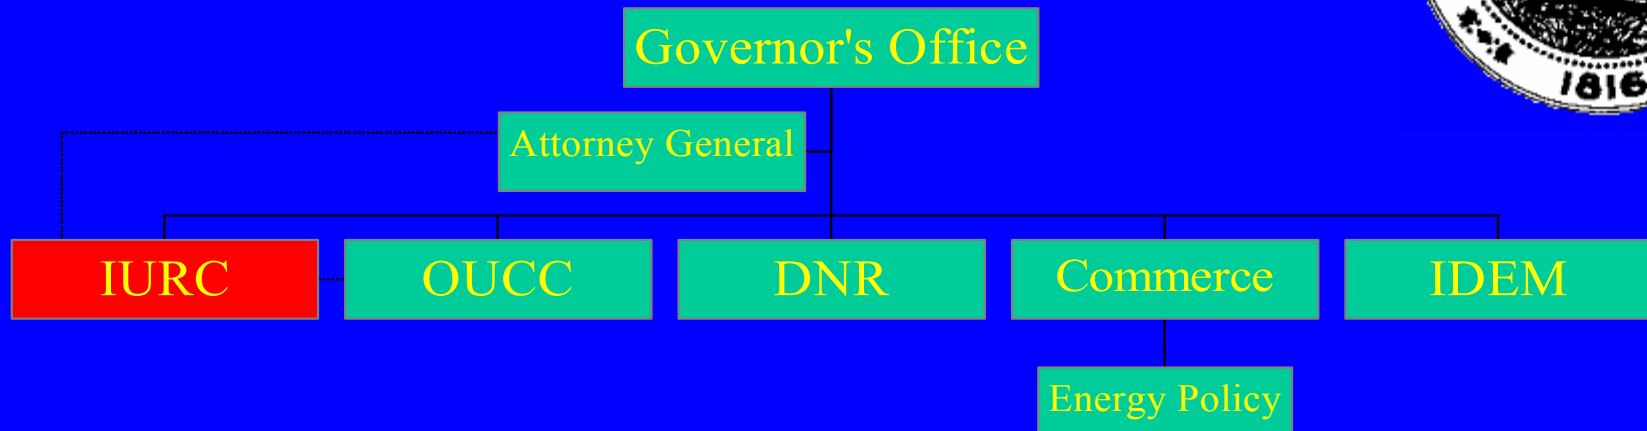 Governor's Office
1816
Attorney General
IURC
OUCC
DNR
Commerce
IDEM
Energy Policy